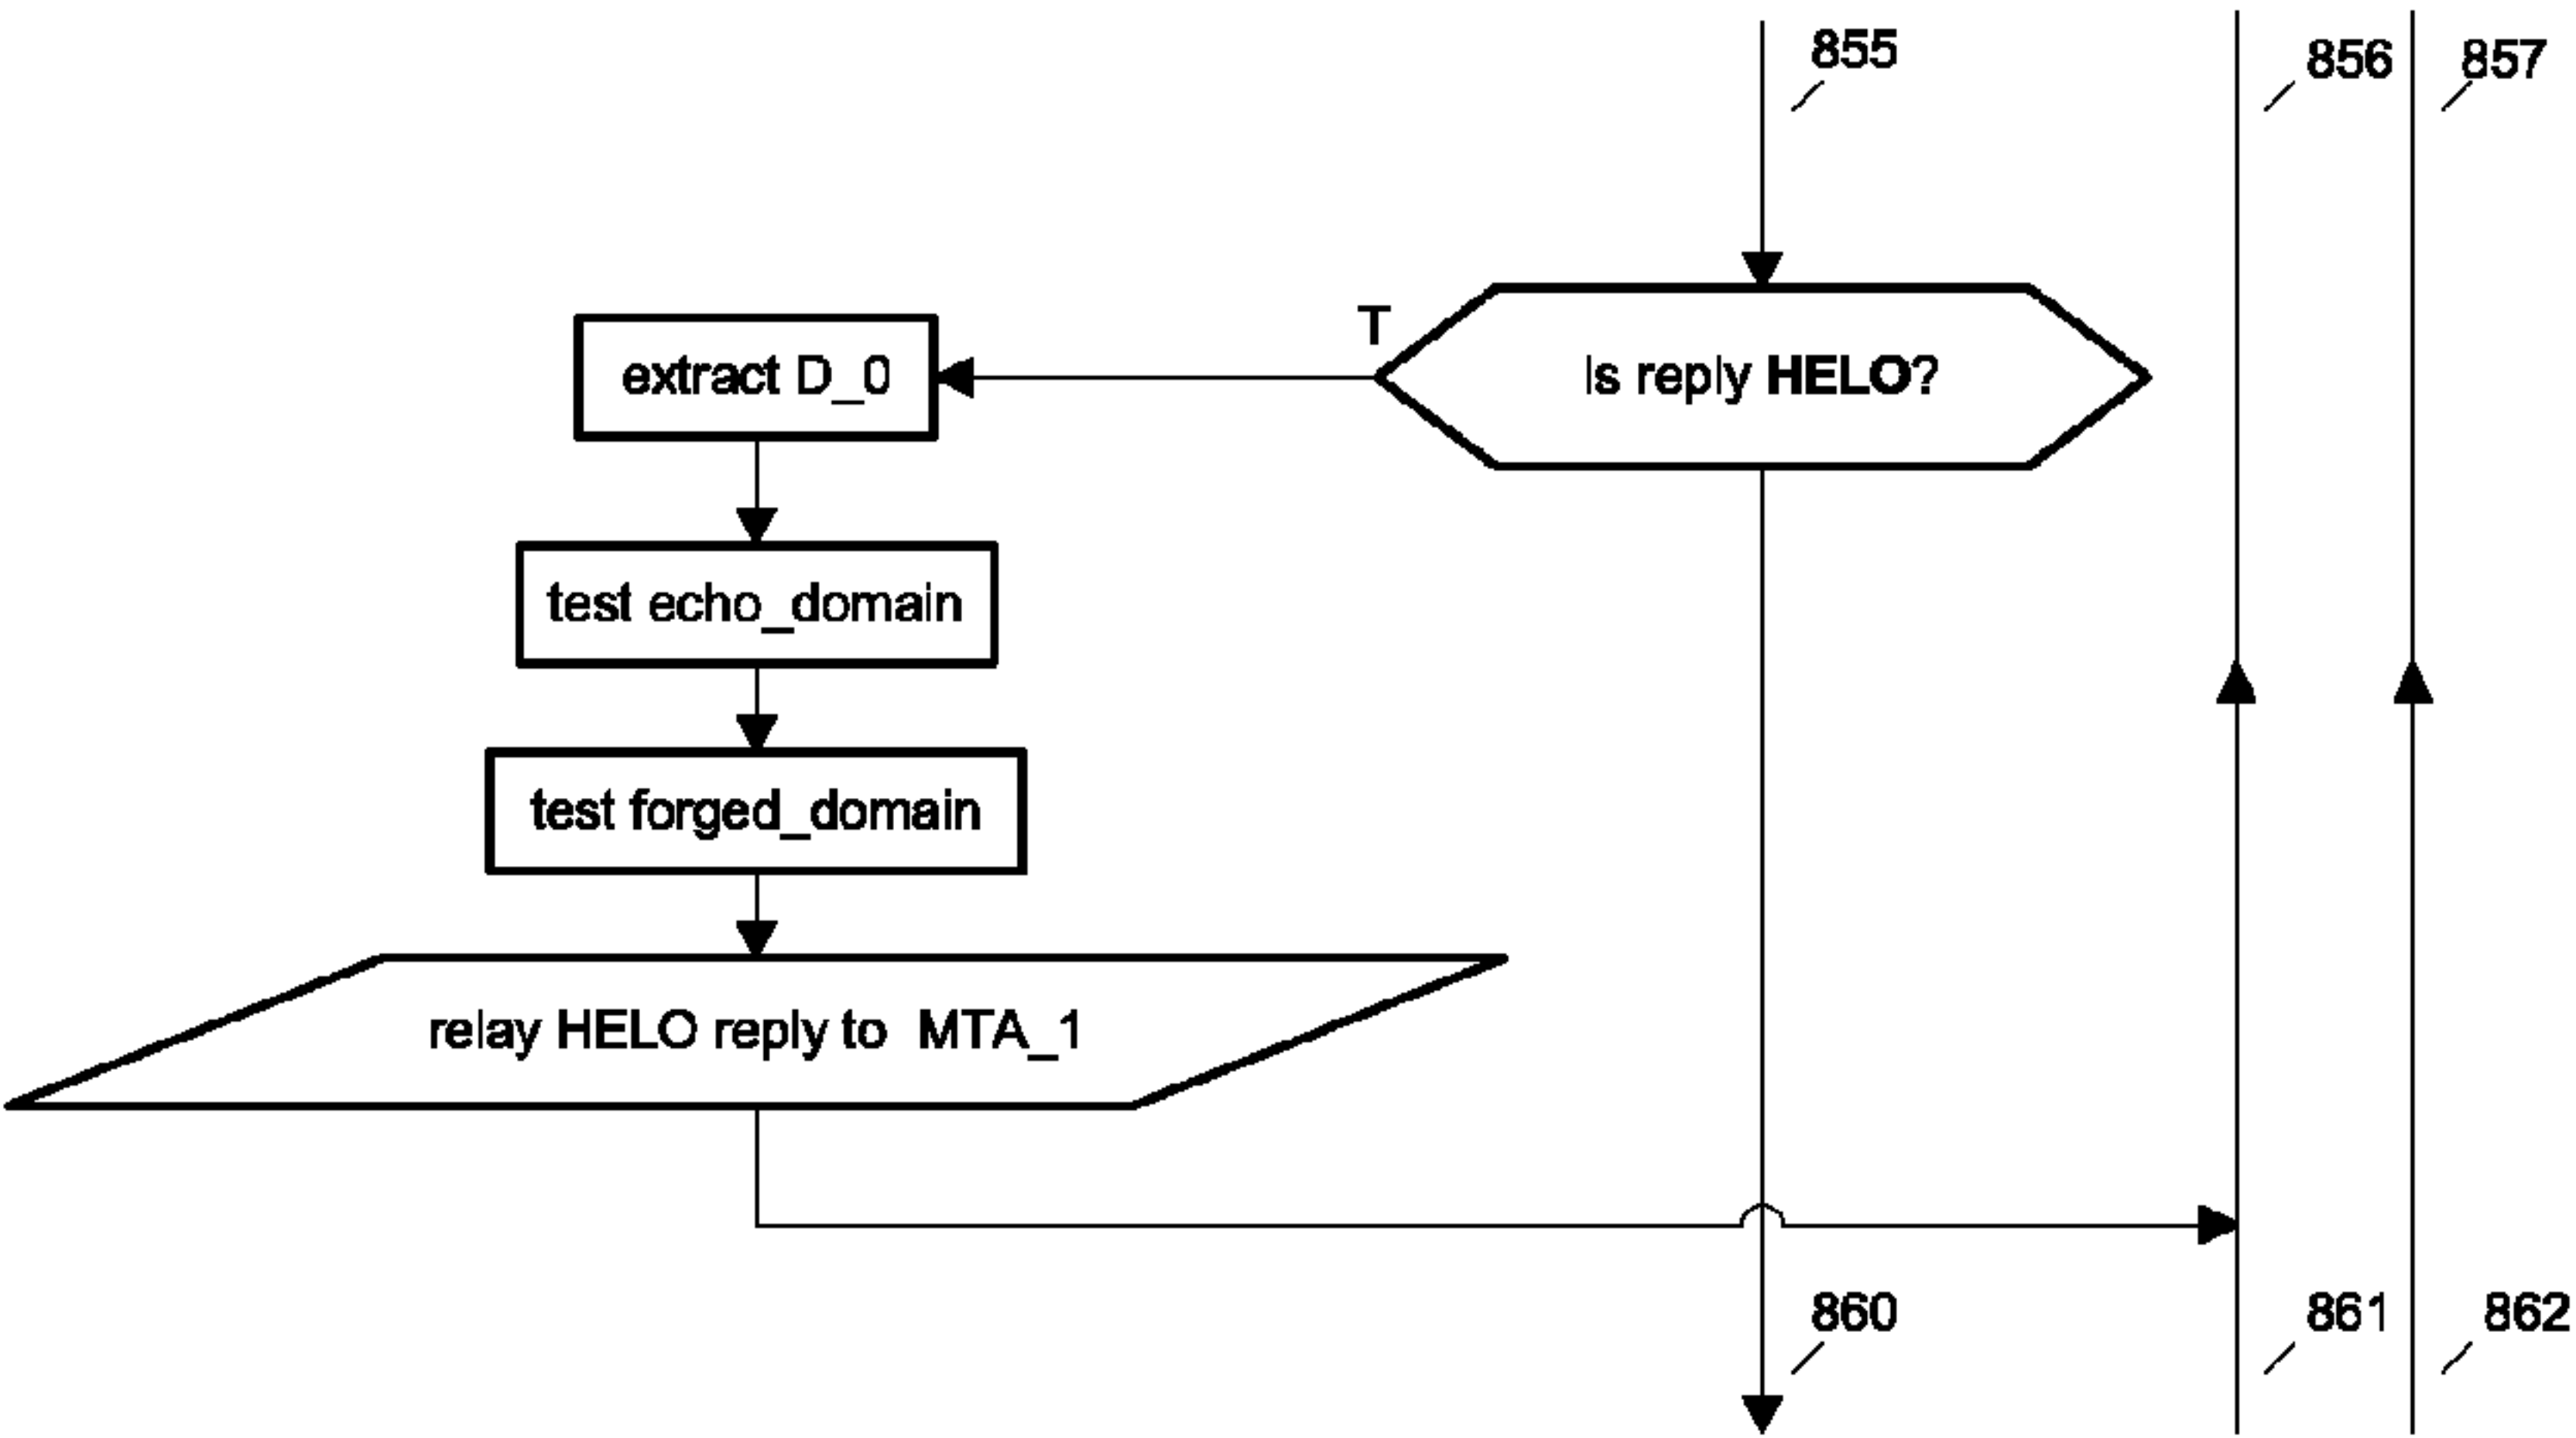 855
856
857
T
Is reply HELO?
extract D_0
test echo_domain
test forged_domain
relay HELO reply to MTA_1
860
861
862